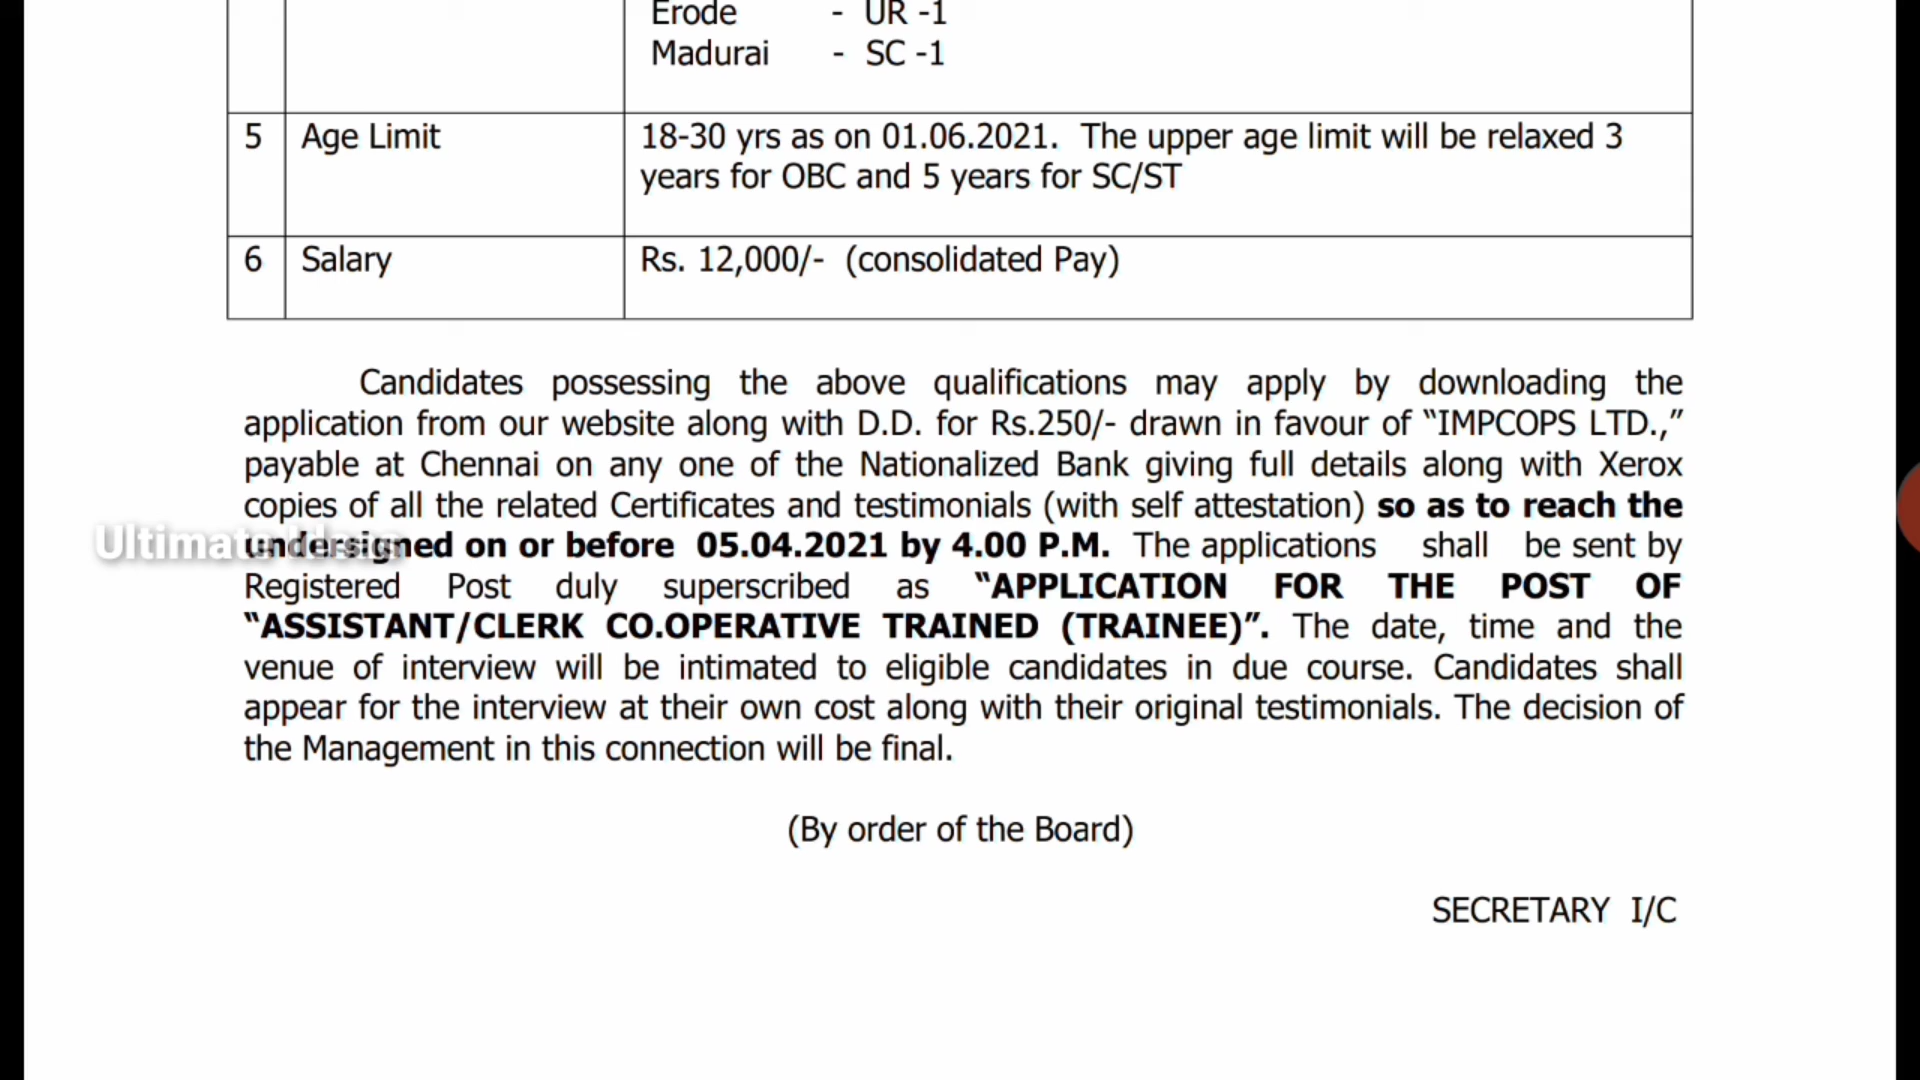 Erode - UR -1
Madurai - SC -1
5 Age Limit 18-30 yrs as on 01.06.2021. The upper age limit will be relaxed 3
years for OBC and 5 years for SC/ST
6 Salary Rs. 12,000/- (consolidated Pay)
Candidates possessing the above qualifications may apply by downloading the
application from our website along with D.D. for Rs.250/- drawn in favour of “IMPCOPS LTD.,”
payable at Chennai on any one of the Nationalized Bank giving full details along with Xerox
copies of all the related Certificates and testimonials (with self attestation) so as to reach the
undersigned on or before 05.04.2021 by 4.00 P.M. The applications shall be sent by
Registered Post duly superscribed as “APPLICATION FOR THE POST OF
“ASSISTANT/CLERK CO.OPERATIVE TRAINED (TRAINEE)”. The date, time and the
venue of interview will be intimated to eligible candidates in due course. Candidates shall
appear for the interview at their own cost along with their original testimonials. The decision of
the Management in this connection will be final.
(By order of the Board)
SECRETARY I/C
Ultimate